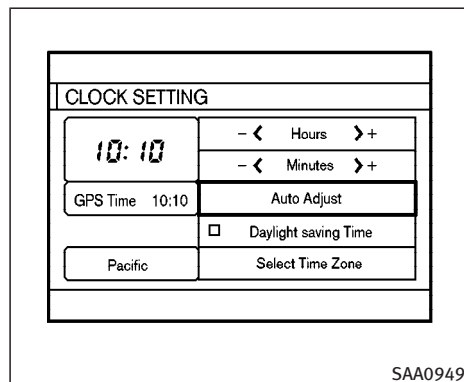 CLOCK SETTING
10:10
- ❮ Hours ❯ +
- ❮ Minutes ❯ +
GPS Time 10:10
Auto Adjust
Daylight saving Time
Pacific
Select Time Zone
SAA0949